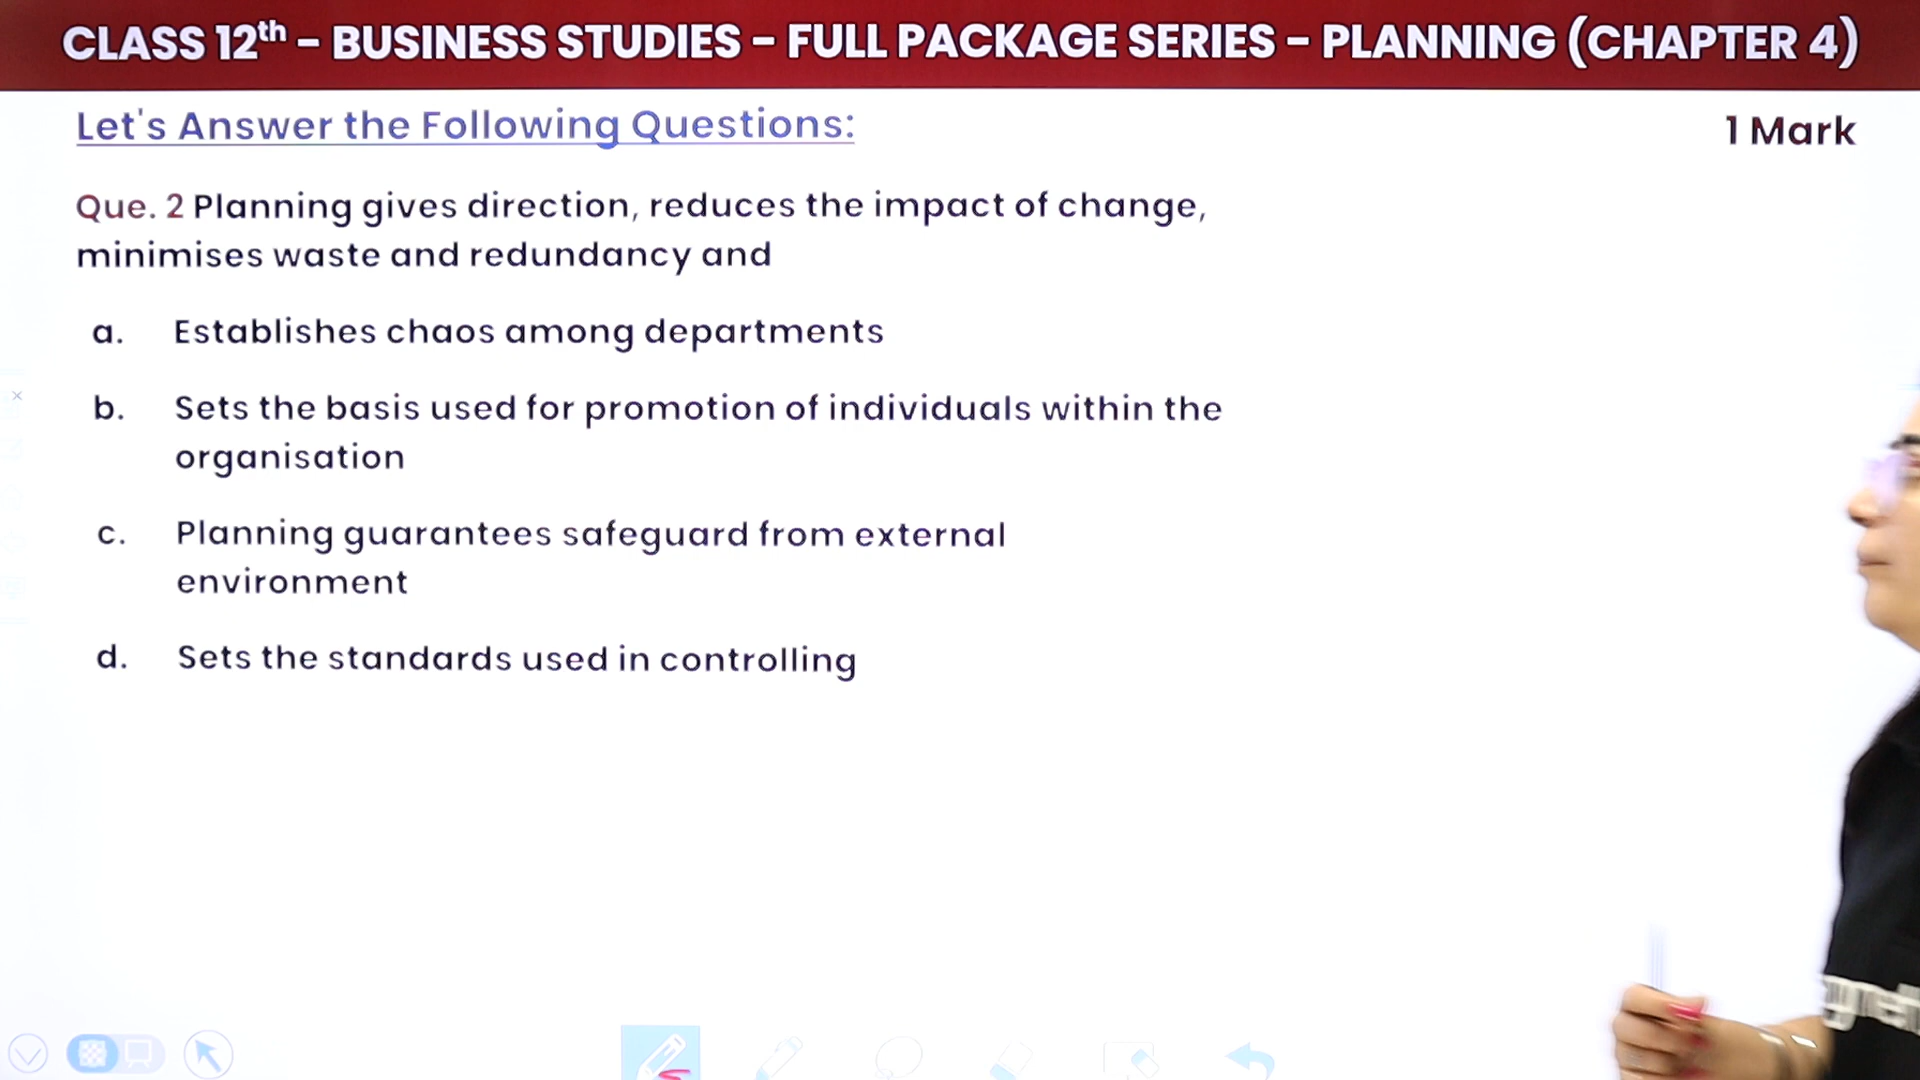 CLASS 12th – BUSINESS STUDIES – FULL PACKAGE SERIES – PLANNING (CHAPTER 4)
Let's Answer the Following Questions:
1 Mark
Que. 2 Planning gives direction, reduces the impact of change,
minimises waste and redundancy and
a. Establishes chaos among departments
b. Sets the basis used for promotion of individuals within the
organisation
c. Planning guarantees safeguard from external
environment
d. Sets the standards used in controlling